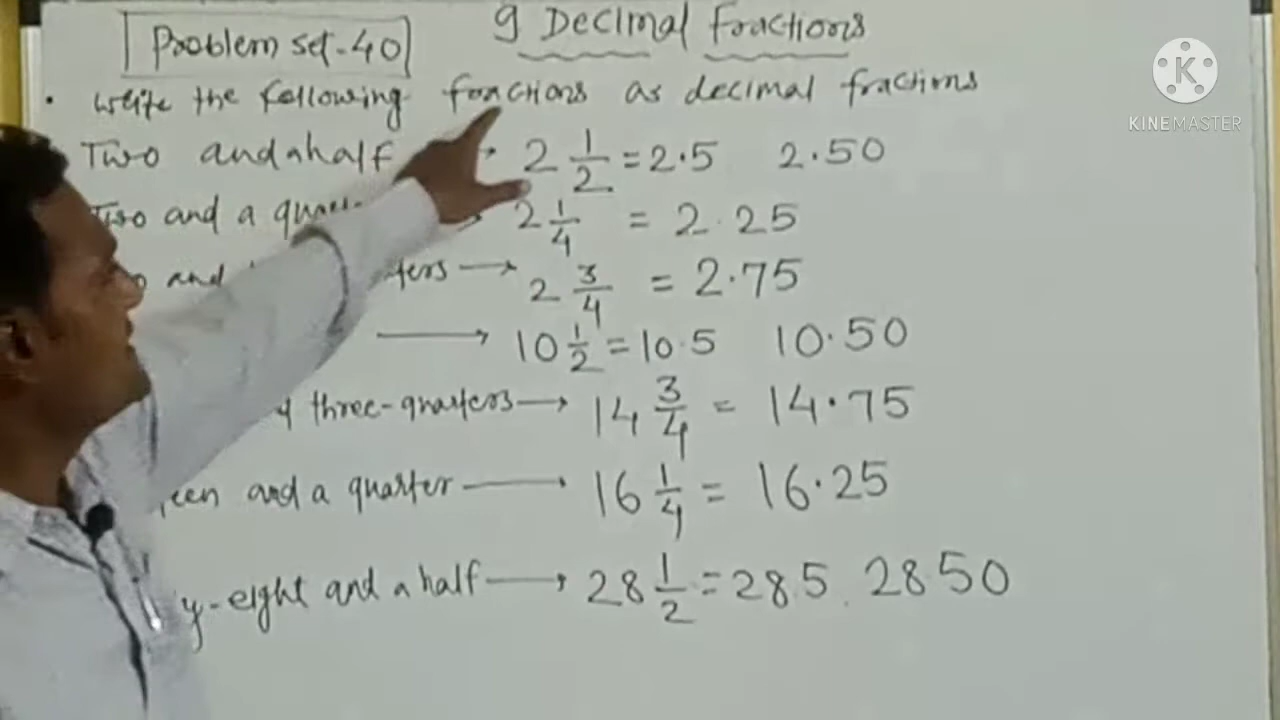 Problem set-40
9 Decimal fractions
K
KINEMASTER
• write the following fractions as decimal fractions
Two and a half → 2 1/2 = 2.5 2.50
Two and a → 2 1/4 = 2.25
and → 2 3/4 = 2.75
→ 10 1/2 = 10.5 10.50
three-quarters → 14 3/4 = 14.75
and a quarter → 16 1/4 = 16.25
y-eight and a half → 28 1/2 = 28.5 28.50